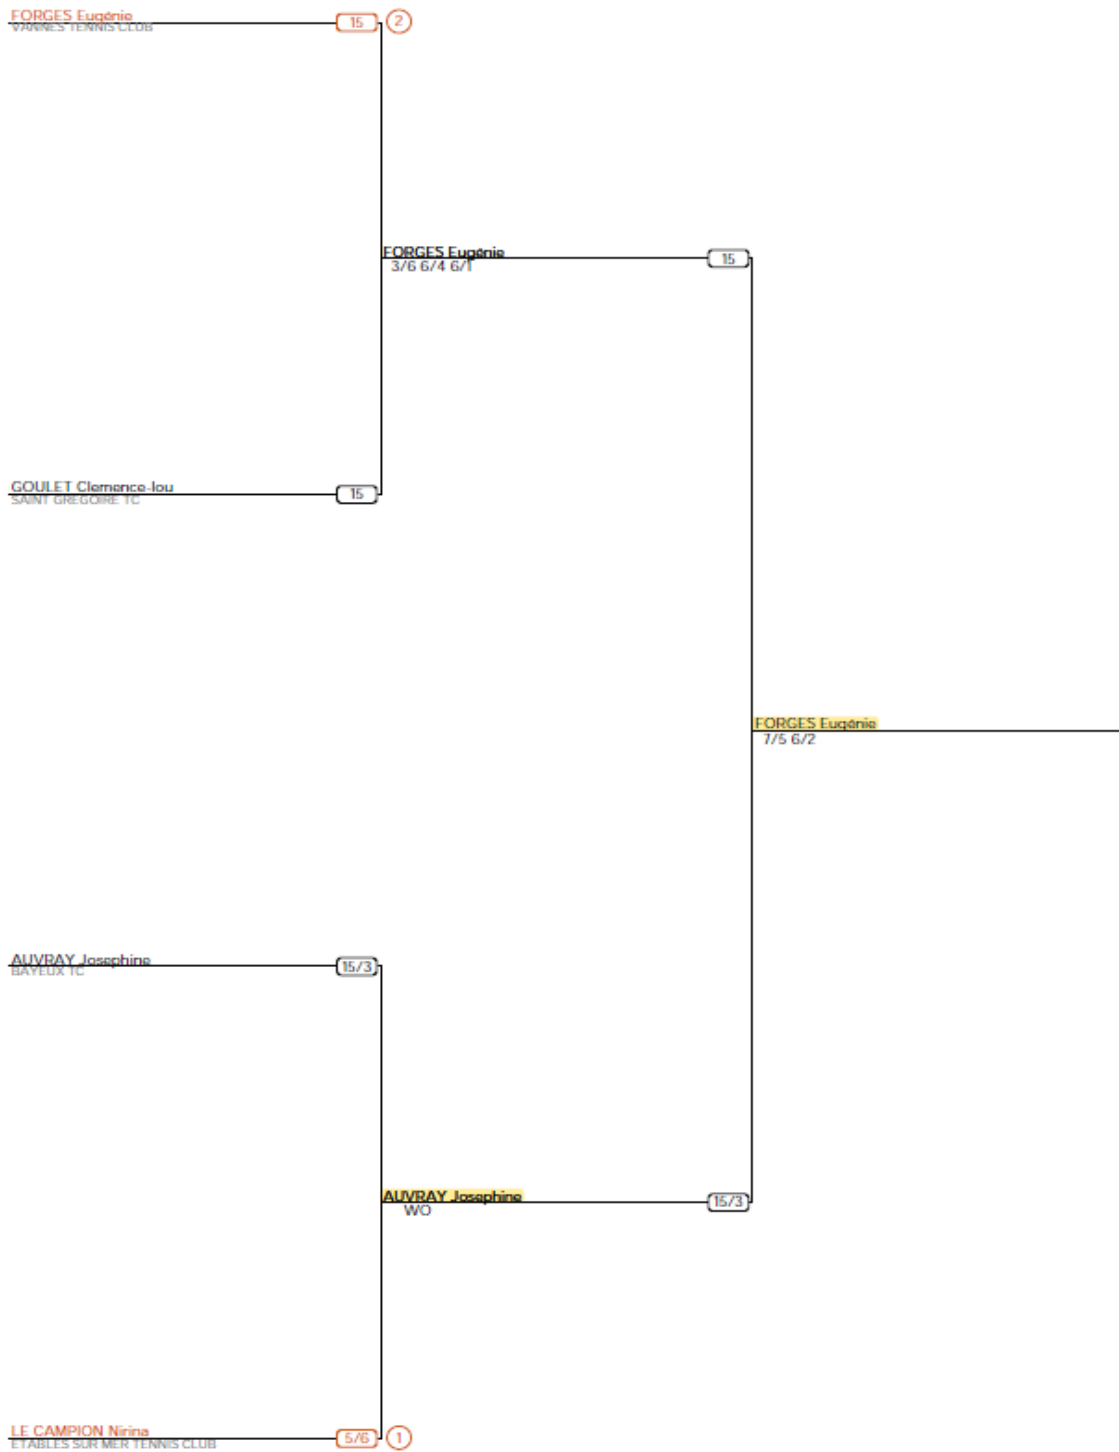 FORGES Eugénie
VANNES TENNIS CLUB
15
2
FORGES Eugénie
3/6 6/4 6/1
15
GOULET Clemence-lou
SAINT GREGOIRE TC
15
FORGES Eugénie
7/5 6/2
AUVRAY Josephine
BAYEUX TC
15/3
AUVRAY Josephine
WO
15/3
LE CAMPION Nirina
ETABLES SUR MER TENNIS CLUB
5/6
1